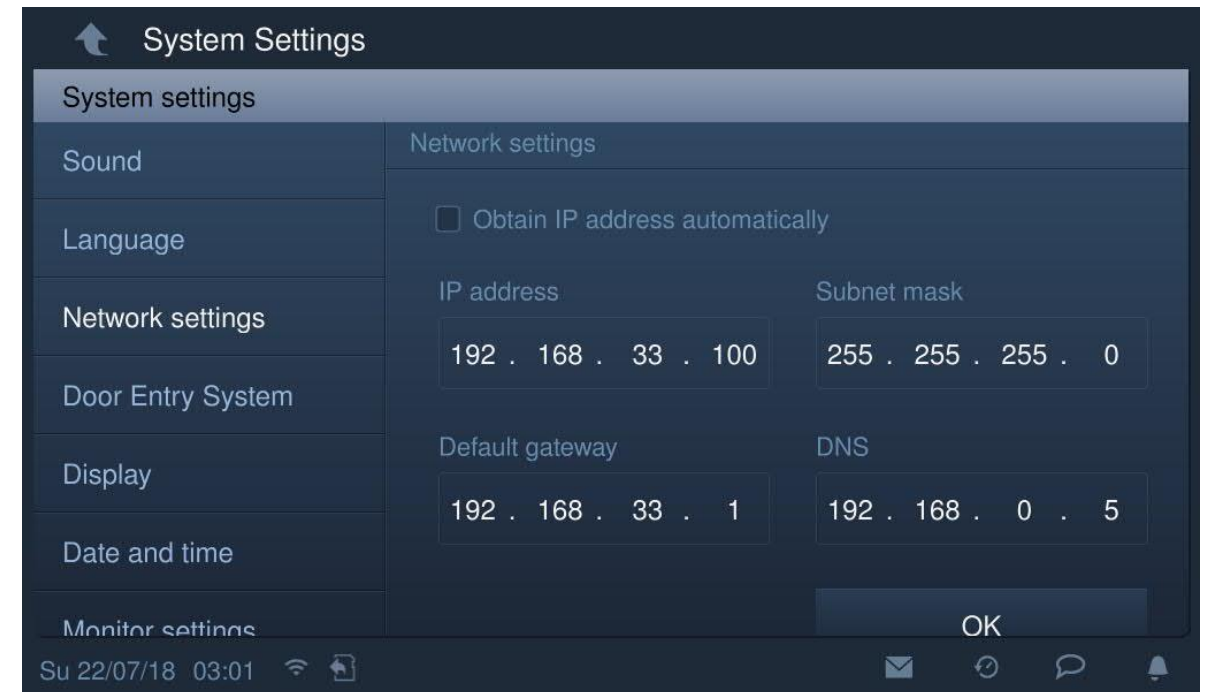 System Settings
System settings
Sound
Language
Network settings
Door Entry System
Display
Date and time
Monitor settings
Network settings
Obtain IP address automatically
IP address
192 . 168 . 33 . 100
Subnet mask
255 . 255 . 255 . 0
Default gateway
192 . 168 . 33 . 1
DNS
192 . 168 . 0 . 5
OK
Su 22/07/18 03:01